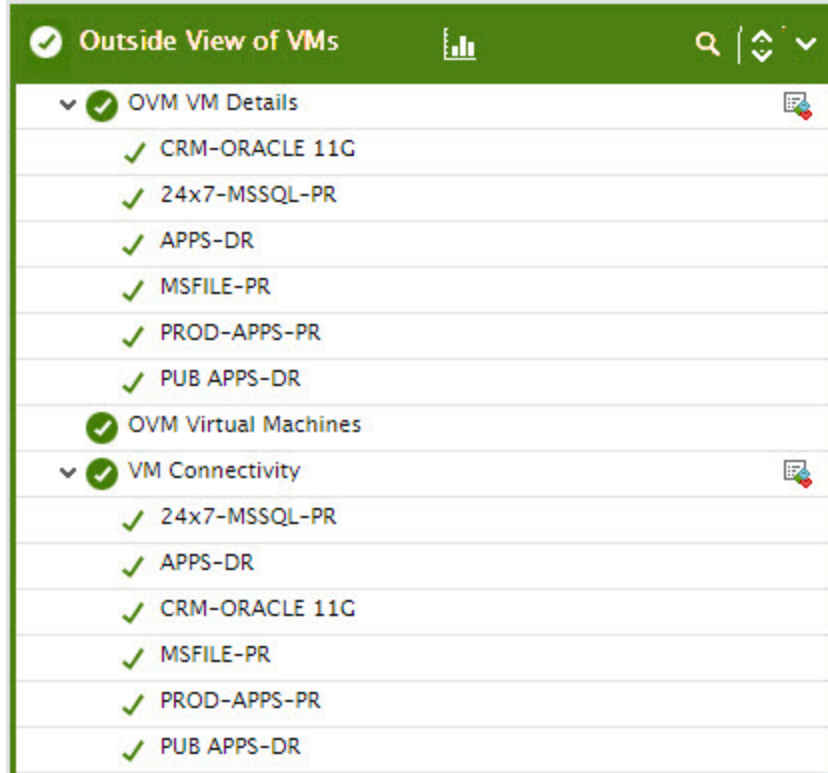 Outside View of VMs
OVM VM Details
CRM-ORACLE 11G
24x7-MSSQL-PR
APPS-DR
MSFILE-PR
PROD-APPS-PR
PUB APPS-DR
OVM Virtual Machines
VM Connectivity
24x7-MSSQL-PR
APPS-DR
CRM-ORACLE 11G
MSFILE-PR
PROD-APPS-PR
PUB APPS-DR